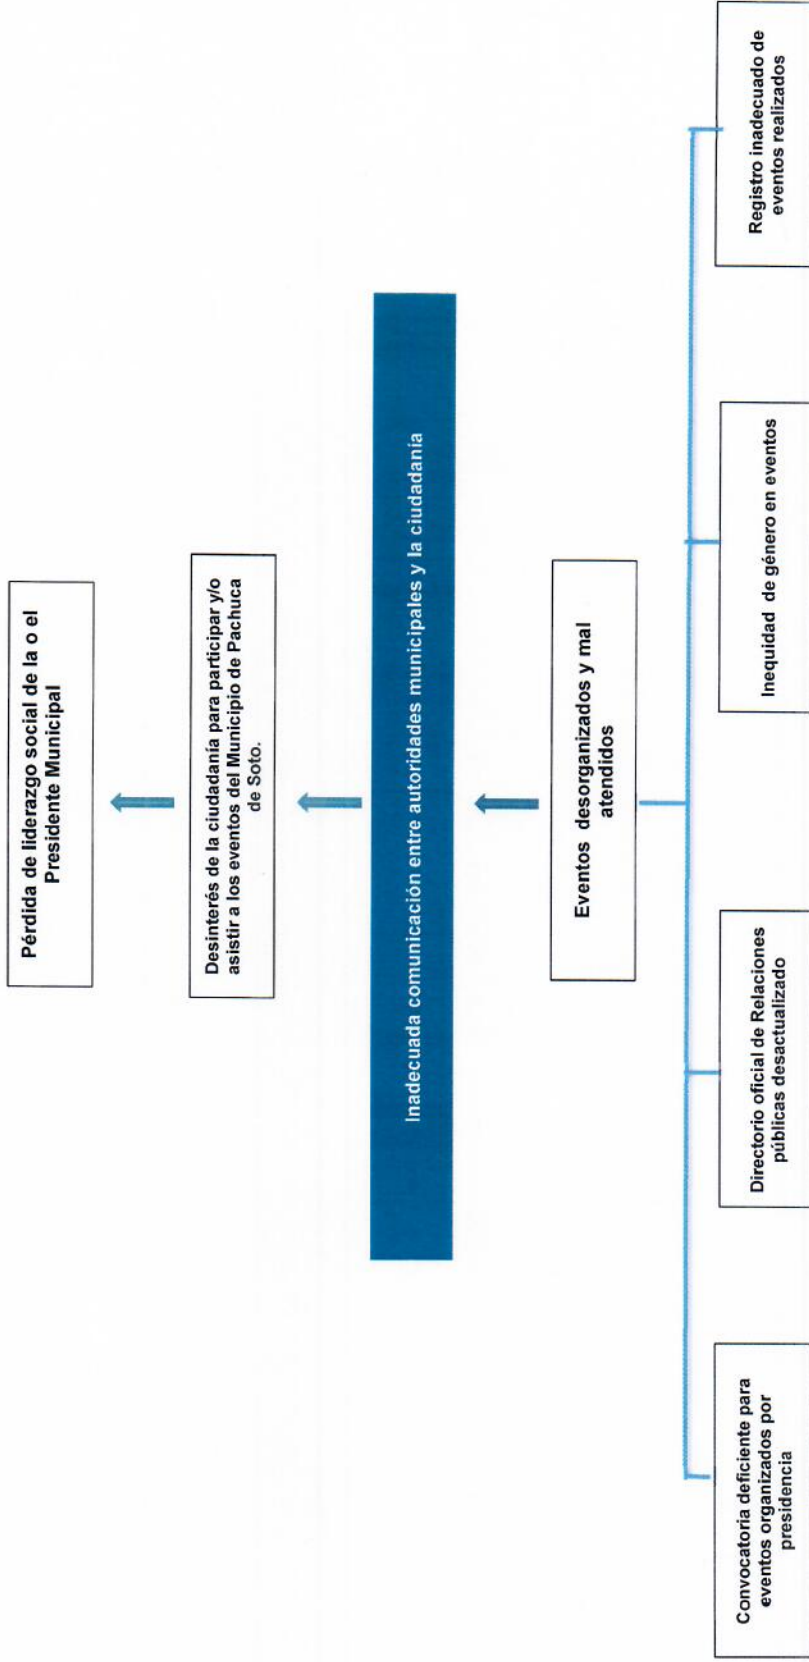 Pérdida de liderazgo social de la o el
Presidente Municipal
Desinterés de la ciudadanía para participar y/o
asistir a los eventos del Municipio de Pachuca
de Soto.
Inadecuada comunicación entre autoridades municipales y la ciudadanía
Eventos desorganizados y mal
atendidos
Convocatoria deficiente para
eventos organizados por
presidencia
Directorio oficial de Relaciones
públicas desactualizado
Inequidad de género en eventos
Registro inadecuado de
eventos realizados